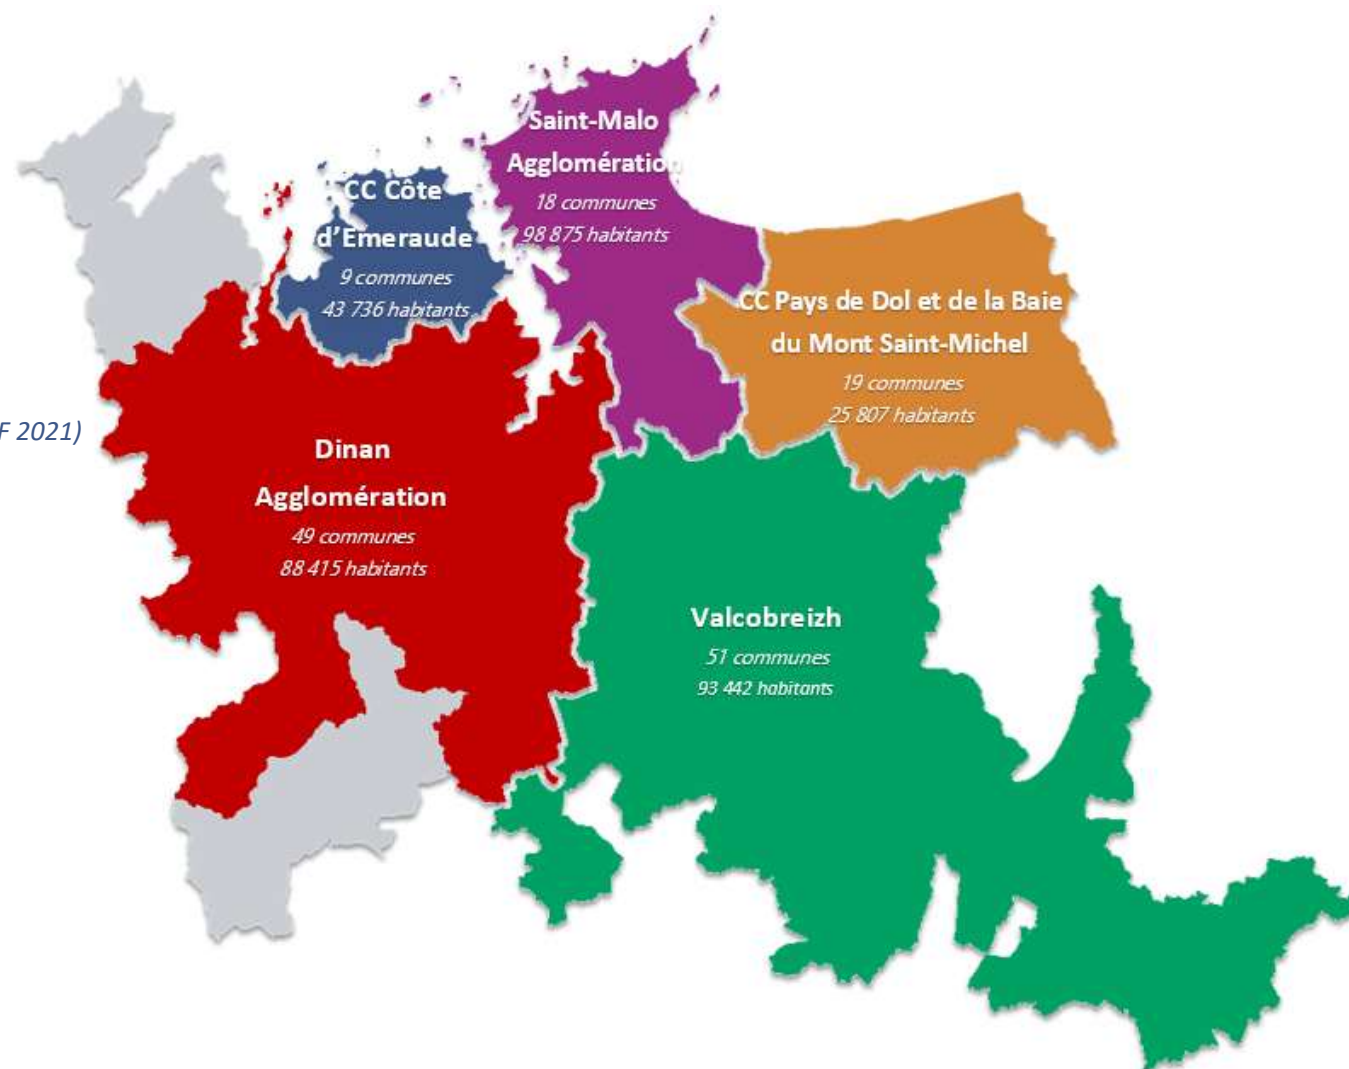 Saint-Malo
Agglomération
18 communes
98 875 habitants
CC Côte
d'Emeraude
9 communes
43 736 habitants
CC Pays de Dol et de la Baie
du Mont Saint-Michel
19 communes
25 807 habitants
F 2021)
Dinan
Agglomération
49 communes
88 415 habitants
Valcobreizh
51 communes
93 442 habitants